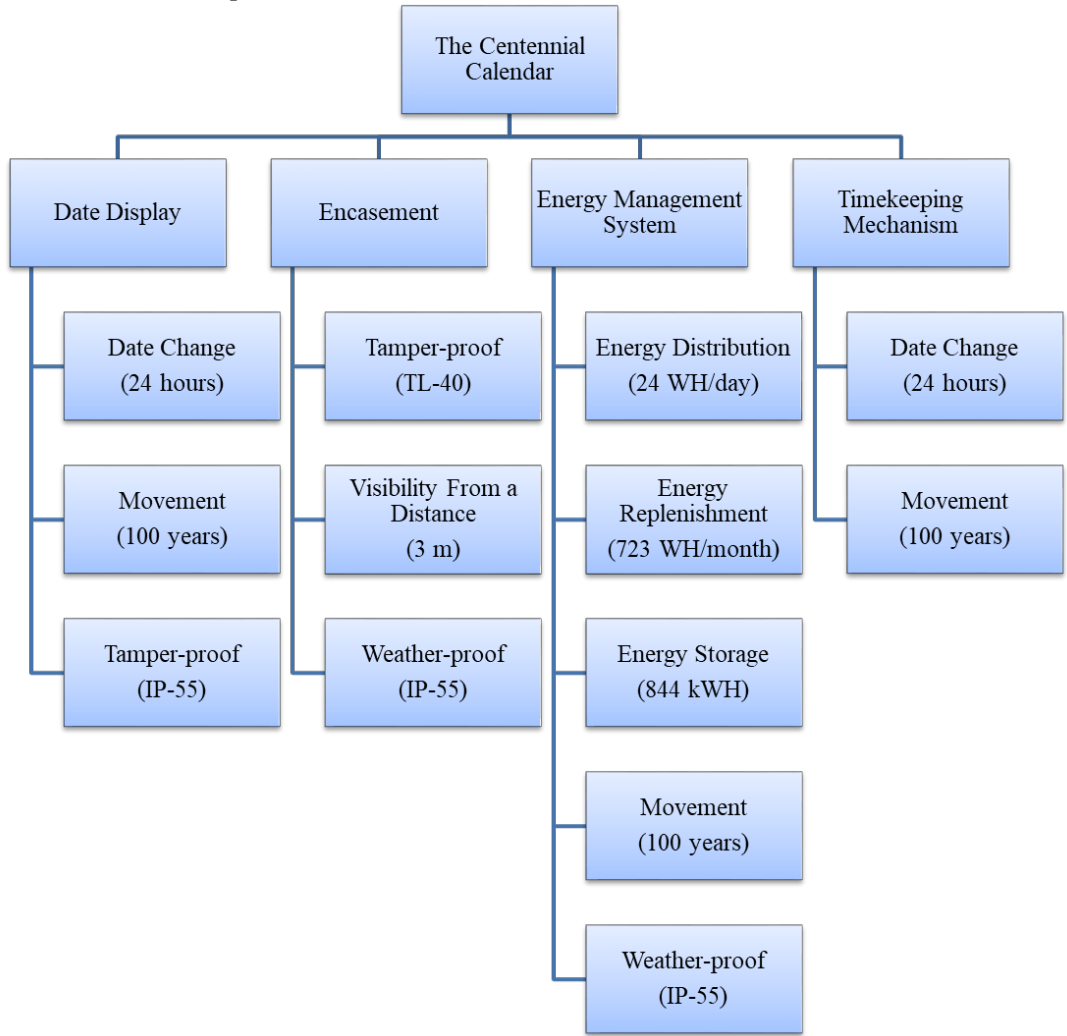 The Centennial
Calendar
Date Display
Encasement
Energy Management
System
Timekeeping
Mechanism
Date Change
(24 hours)
Movement
(100 years)
Tamper-proof
(IP-55)
Tamper-proof
(TL-40)
Visibility From a
Distance
(3 m)
Weather-proof
(IP-55)
Energy Distribution
(24 WH/day)
Energy
Replenishment
(723 WH/month)
Energy Storage
(844 kWH)
Movement
(100 years)
Weather-proof
(IP-55)
Date Change
(24 hours)
Movement
(100 years)